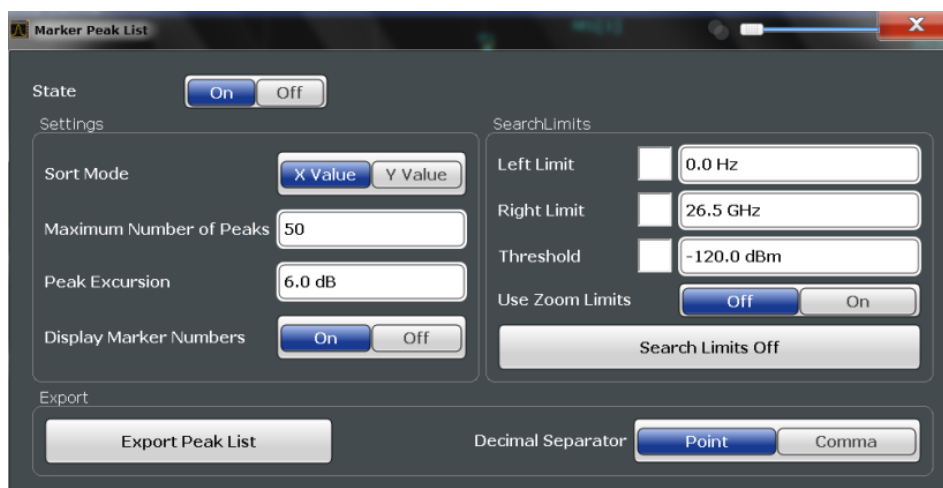 Marker Peak List
State On Off
Settings
Sort Mode X Value Y Value
Maximum Number of Peaks 50
Peak Excursion 6.0 dB
Display Marker Numbers On Off
SearchLimits
Left Limit 0.0 Hz
Right Limit 26.5 GHz
Threshold -120.0 dBm
Use Zoom Limits Off On
Search Limits Off
Export
Export Peak List
Decimal Separator Point Comma